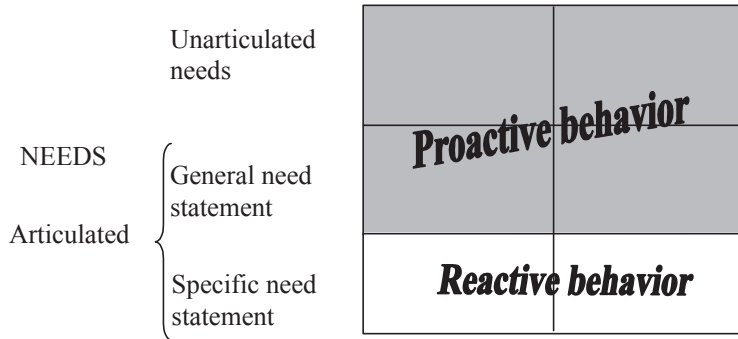 Unarticulated
needs
Proactive behavior
NEEDS
General need
statement
Articulated
Reactive behavior
Specific need
statement